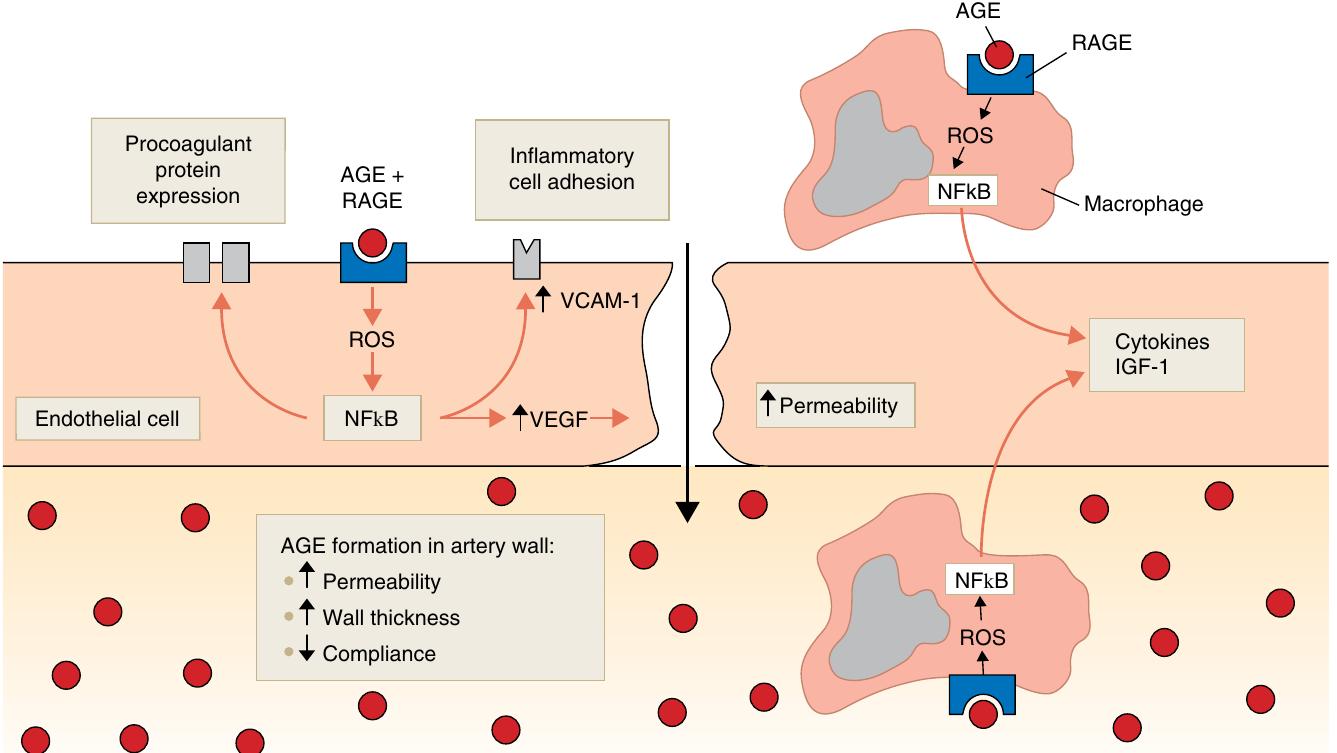 AGE
RAGE
ROS
NFkB
Macrophage
Procoagulant
protein
expression
AGE +
RAGE
Inflammatory
cell adhesion
↑ VCAM-1
ROS
Endothelial cell
NFkB
↑VEGF
↑Permeability
Cytokines
IGF-1
AGE formation in artery wall:
• ↑ Permeability
• ↑ Wall thickness
• ↓ Compliance
NFkB
ROS